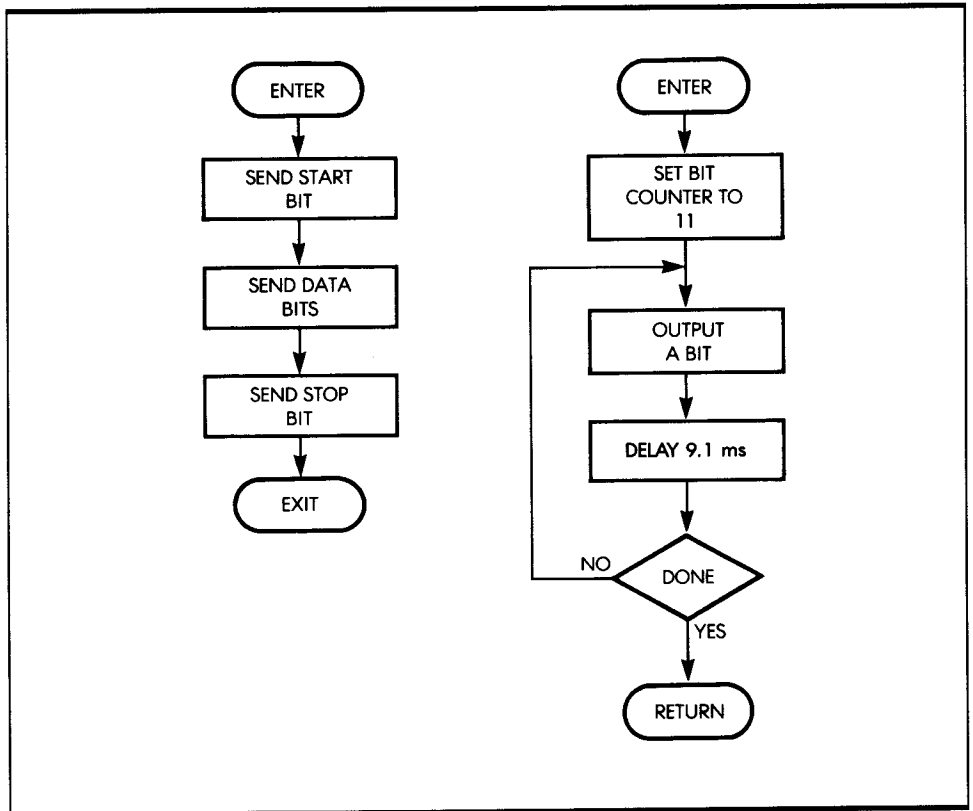 ENTER
SEND START
BIT
SEND DATA
BITS
SEND STOP
BIT
EXIT
ENTER
SET BIT
COUNTER TO
11
OUTPUT
A BIT
DELAY 9.1 ms
NO
DONE
YES
RETURN